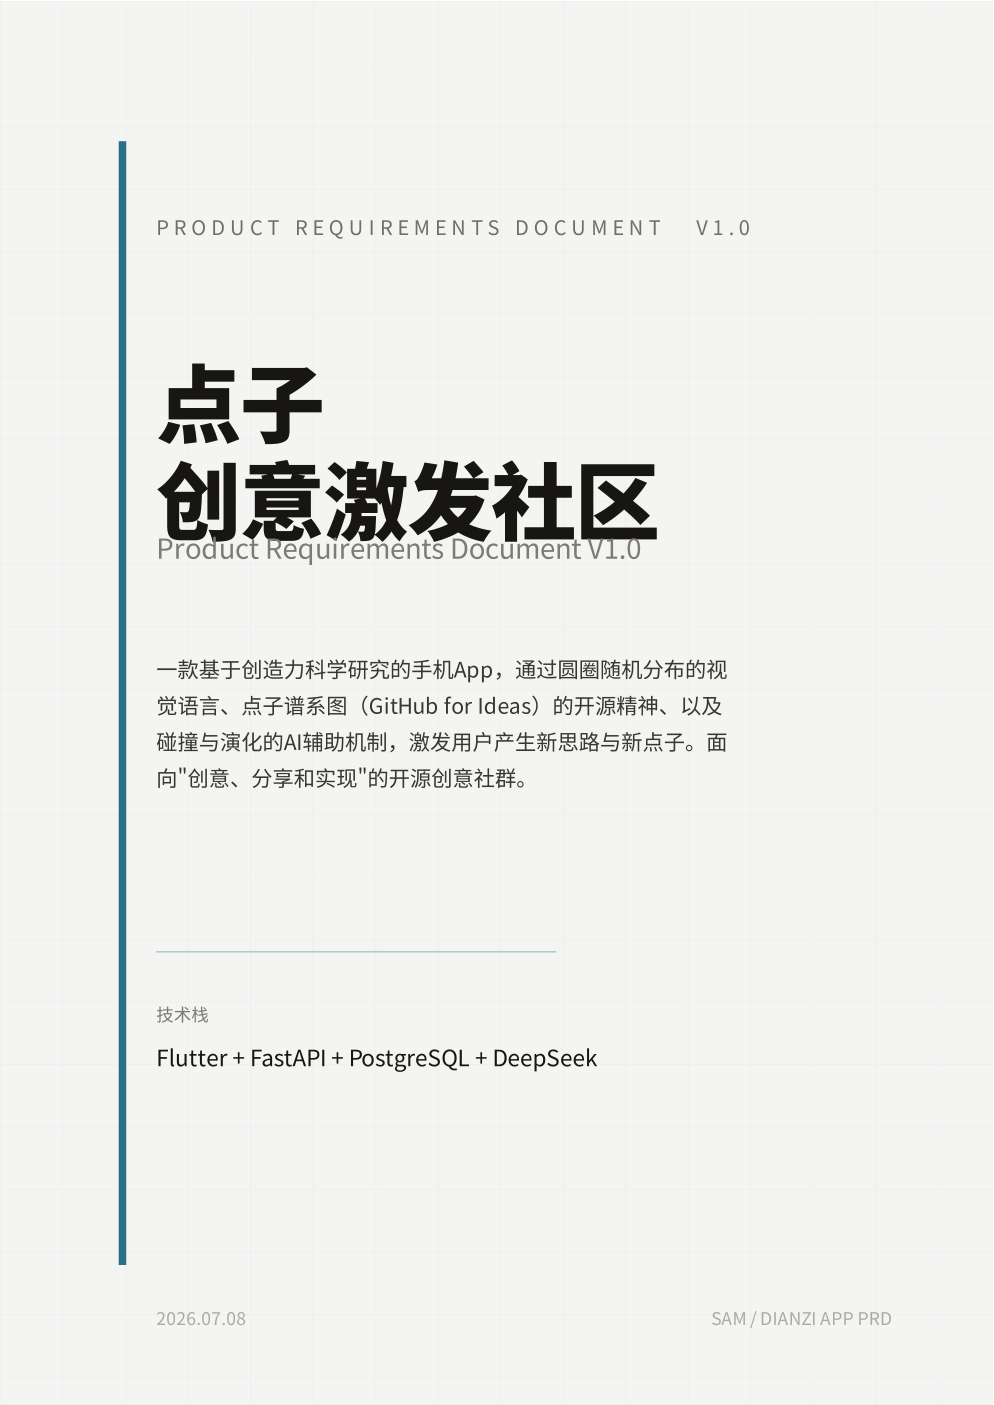 PRODUCT REQUIREMENTS DOCUMENT V1.0
点子
创意激发社区
Product Requirements Document V1.0
一款基于创造力科学研究的手机App，通过圆圈随机分布的视
觉语言、点子谱系图（GitHub for Ideas）的开源精神、以及
碰撞与演化的AI辅助机制，激发用户产生新思路与新点子。面
向"创意、分享和实现"的开源创意社群。
技术栈
Flutter + FastAPI + PostgreSQL + DeepSeek
2026.07.08
SAM / DIANZI APP PRD